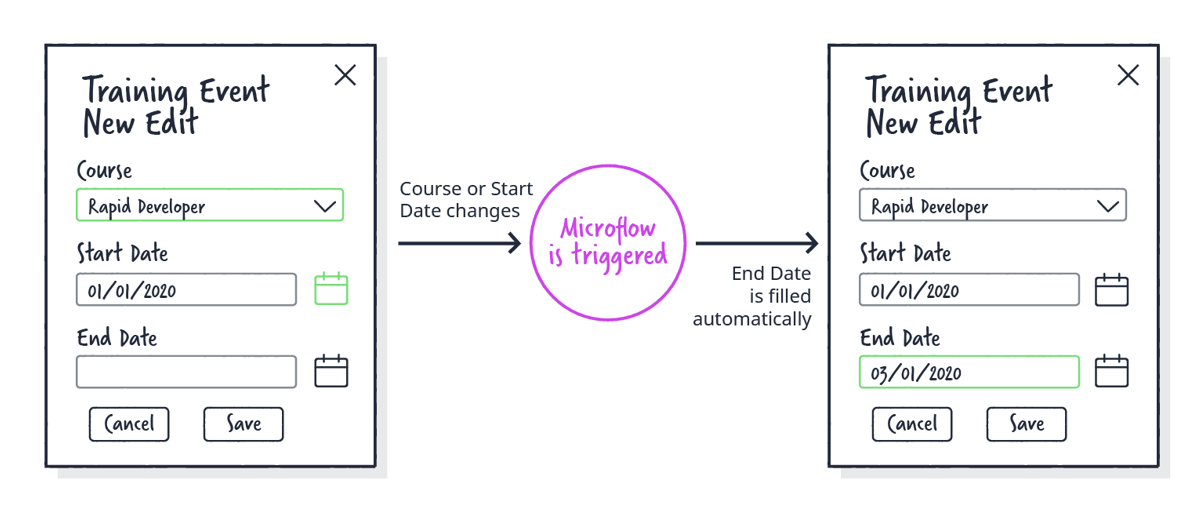 Training Event
New Edit
Course
Rapid Developer
Start Date
01/01/2020
End Date
Cancel
Save
Course or Start
Date changes
Microflow
is triggered
End Date
is filled
automatically
Training Event
New Edit
Course
Rapid Developer
Start Date
01/01/2020
End Date
03/01/2020
Cancel
Save